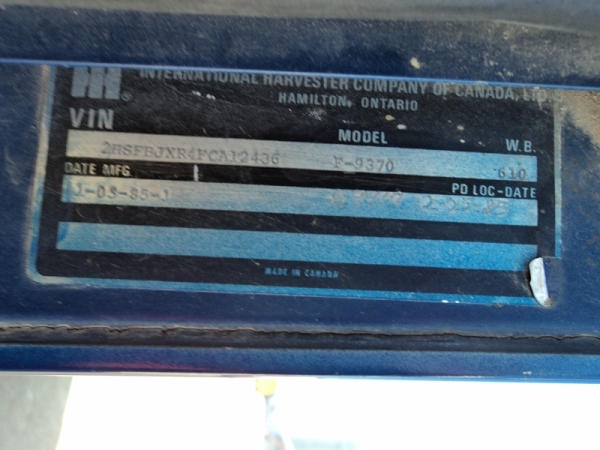 INTERNATIONAL HARVESTER COMPANY OF CANADA, LTD.
HAMILTON, ONTARIO
VIN MODEL W.B.
2HSFBJXR4FCA12436 F-9370 610
DATE MFG PD LOC-DATE
MADE IN CANADA